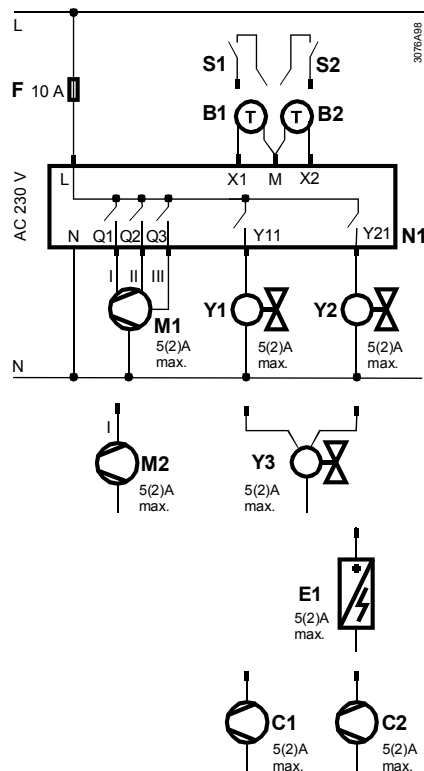 L
3076A98
S1 S2
F 10 A
B1 T T B2
AC 230 V
L X1 M X2
N Q1 Q2 Q3 Y11 Y21 N1
I II III
M1 Y1 Y2
5(2)A 5(2)A 5(2)A
max. max. max.
N
I
M2 Y3
5(2)A 5(2)A
max. max.
E1
5(2)A
max.
C1 C2
5(2)A 5(2)A
max. max.